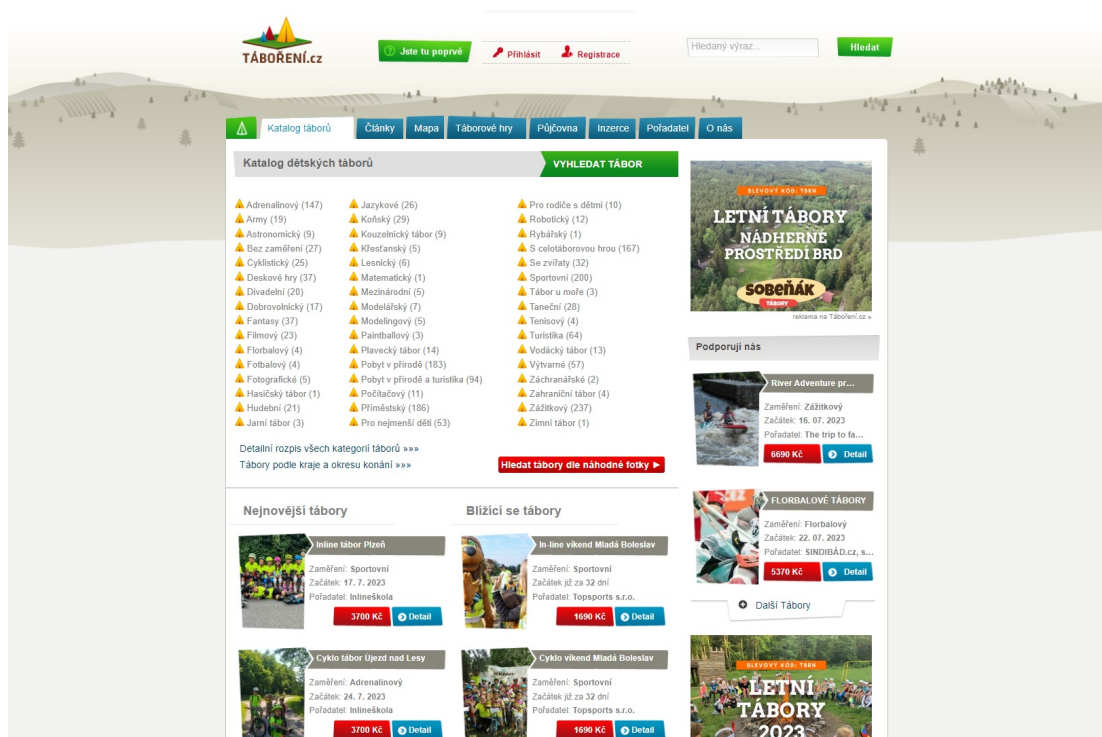 TÁBOŘENÍ.cz
Jste tu poprvé
Přihlásit
Registrace
Hledaný výraz...
Hledat
Katalog táborů
Články
Mapa
Táborové hry
Půjčovna
Inzerce
Pořadatel
O nás
Katalog dětských táborů
VYHLEDAT TÁBOR
Adrenalinový (147)
Army (19)
Astronomický (9)
Bez zaměření (27)
Cyklistický (25)
Deskové hry (37)
Divadelní (20)
Dobrovolnický (17)
Fantasy (37)
Filmový (23)
Florbalový (4)
Fotbalový (4)
Fotografické (5)
Hasičský tábor (1)
Hudební (21)
Jarní tábor (3)
Jazykové (26)
Koňský (29)
Kouzelnický tábor (9)
Křesťanský (5)
Lesnický (6)
Matematický (1)
Mezinárodní (5)
Modelářský (7)
Modelingový (5)
Paintballový (3)
Plavecký tábor (14)
Pobyt v přírodě (183)
Pobyt v přírodě a turistika (94)
Počítačový (11)
Příměstský (186)
Pro nejmenší děti (53)
Pro rodiče s dětmi (10)
Robotický (12)
Rybářský (1)
S celotáborovou hrou (167)
Se zvířaty (32)
Sportovní (200)
Tábor u moře (3)
Taneční (28)
Tenisový (4)
Turistika (64)
Vodácký tábor (13)
Výtvarné (57)
Záchranářské (2)
Zahraniční tábor (4)
Zážitkový (237)
Zimní tábor (1)
Detailní rozpis všech kategorií táborů »»»
Tábory podle kraje a okresu konání »»»
Hledat tábory dle náhodné fotky
Nejnovější tábory
Inline tábor Plzeň
Zaměření: Sportovní
Začátek: 17. 7. 2023
Pořadatel: Inlineškola
3700 Kč
Detail
Cyklo tábor Újezd nad Lesy
Zaměření: Adrenalinový
Začátek: 24. 7. 2023
Pořadatel: Inlineškola
3700 Kč
Detail
Blížící se tábory
In-line víkend Mladá Boleslav
Zaměření: Sportovní
Začátek již za 32 dní
Pořadatel: Topsports s.r.o.
1690 Kč
Detail
Cyklo víkend Mladá Boleslav
Zaměření: Sportovní
Začátek již za 32 dní
Pořadatel: Topsports s.r.o.
1690 Kč
Detail
SLEVOVÝ KÓD: TBRN
LETNÍ TÁBORY
NÁDHERNÉ
PROSTŘEDÍ BRD
SOBEŇÁK
TÁBORY
reklama na Táboření.cz »
Podporují nás
River Adventure pr...
Zaměření: Zážitkový
Začátek: 16. 07. 2023
Pořadatel: The trip to fa...
6690 Kč
Detail
FLORBALOVÉ TÁBORY
Zaměření: Florbalový
Začátek: 22. 07. 2023
Pořadatel: SINDIBÁD.cz, s...
5370 Kč
Detail
Další Tábory
SLEVOVÝ KÓD: TBRN
LETNÍ
TÁBORY
2023